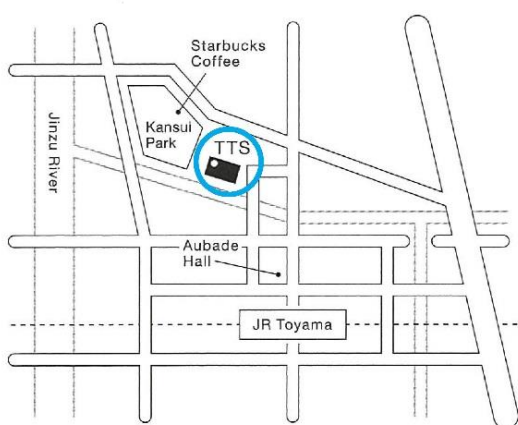 Starbucks
Coffee
Kansui
Park
TTS
Jinzu River
Aubade
Hall
JR Toyama